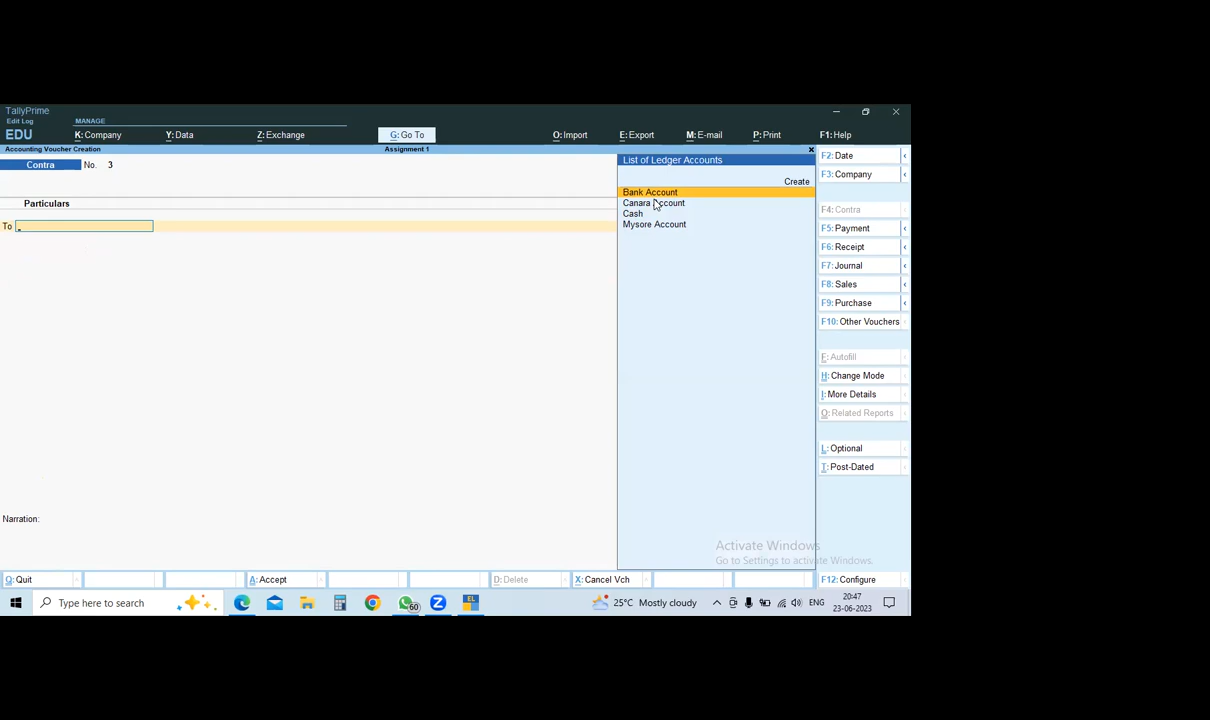 TallyPrime
Edit Log
EDU
MANAGE
K: Company
Y: Data
Z: Exchange
G: Go To
O: Import
E: Export
M: E-mail
P: Print
F1: Help
Accounting Voucher Creation
Assignment 1
x
Contra
No. 3
Particulars
To
List of Ledger Accounts
Create
Bank Account
Canara Account
Cash
Mysore Account
F2: Date
F3: Company
F4: Contra
F5: Payment
F6: Receipt
F7: Journal
F8: Sales
F9: Purchase
F10: Other Vouchers
F: Autofill
H: Change Mode
I: More Details
O: Related Reports
L: Optional
T: Post-Dated
Narration:
Activate Windows
Go to Settings to activate Windows.
Q: Quit
A: Accept
D: Delete
X: Cancel Vch
F12: Configure
Type here to search
60
EL
25°C Mostly cloudy
ENG
20:47
23-06-2023